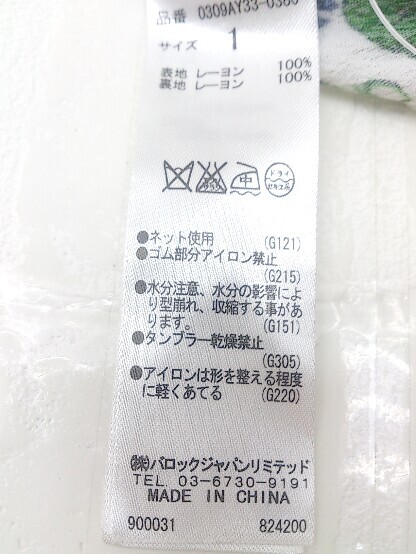 品番 0309AY33-0380
サイズ 1
表地 レーヨン 100%
裏地 レーヨン 100%
中
ドライ
セキユ系
●ネット使用 (G121)
●ゴム部分アイロン禁止
(G215)
●水分注意、水分の影響によ
り型崩れ、収縮する事があ
ります。 (G151)
●タンブラー乾燥禁止
(G305)
●アイロンは形を整える程度
に軽くあてる (G220)
㈱バロックジャパンリミテッド
TEL 03-6730-9191
MADE IN CHINA
900031 824200